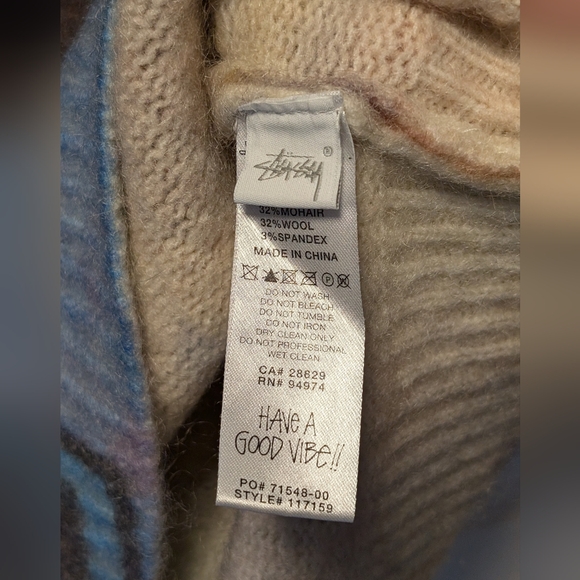 Stüssy®
32%MOHAIR
32%WOOL
3%SPANDEX
MADE IN CHINA
P
DO NOT WASH
DO NOT BLEACH
DO NOT TUMBLE
DO NOT IRON
DRY CLEAN ONLY
DO NOT PROFESSIONAL
WET CLEAN
CA# 28629
RN# 94974
HAVE A
GOOD VIBE!!
PO# 71548-00
STYLE# 117159